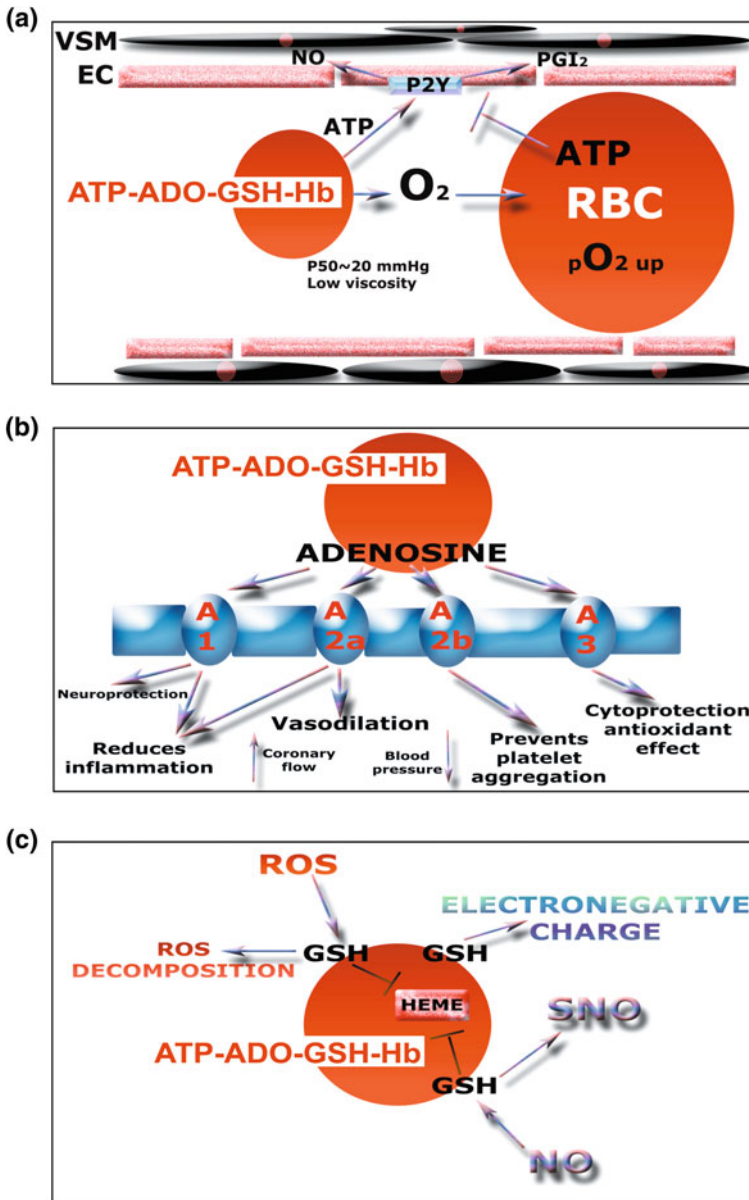 (a)
VSM
NO
PGI₂
EC
P2Y
ATP
ATP
ATP-ADO-GSH-Hb
O₂
RBC
pO₂ up
P50~20 mmHg
Low viscosity
(b)
ATP-ADO-GSH-Hb
ADENOSINE
A
1
A
2a
A
2b
A
3
Neuroprotection
Reduces
inflammation
Vasodilation
Coronary
flow
Blood
pressure
Prevents
platelet
aggregation
Cytoprotection
antioxidant
effect
(c)
ROS
ELECTRONEGATIVE
CHARGE
ROS
DECOMPOSITION
GSH
GSH
HEME
SNO
ATP-ADO-GSH-Hb
GSH
NO